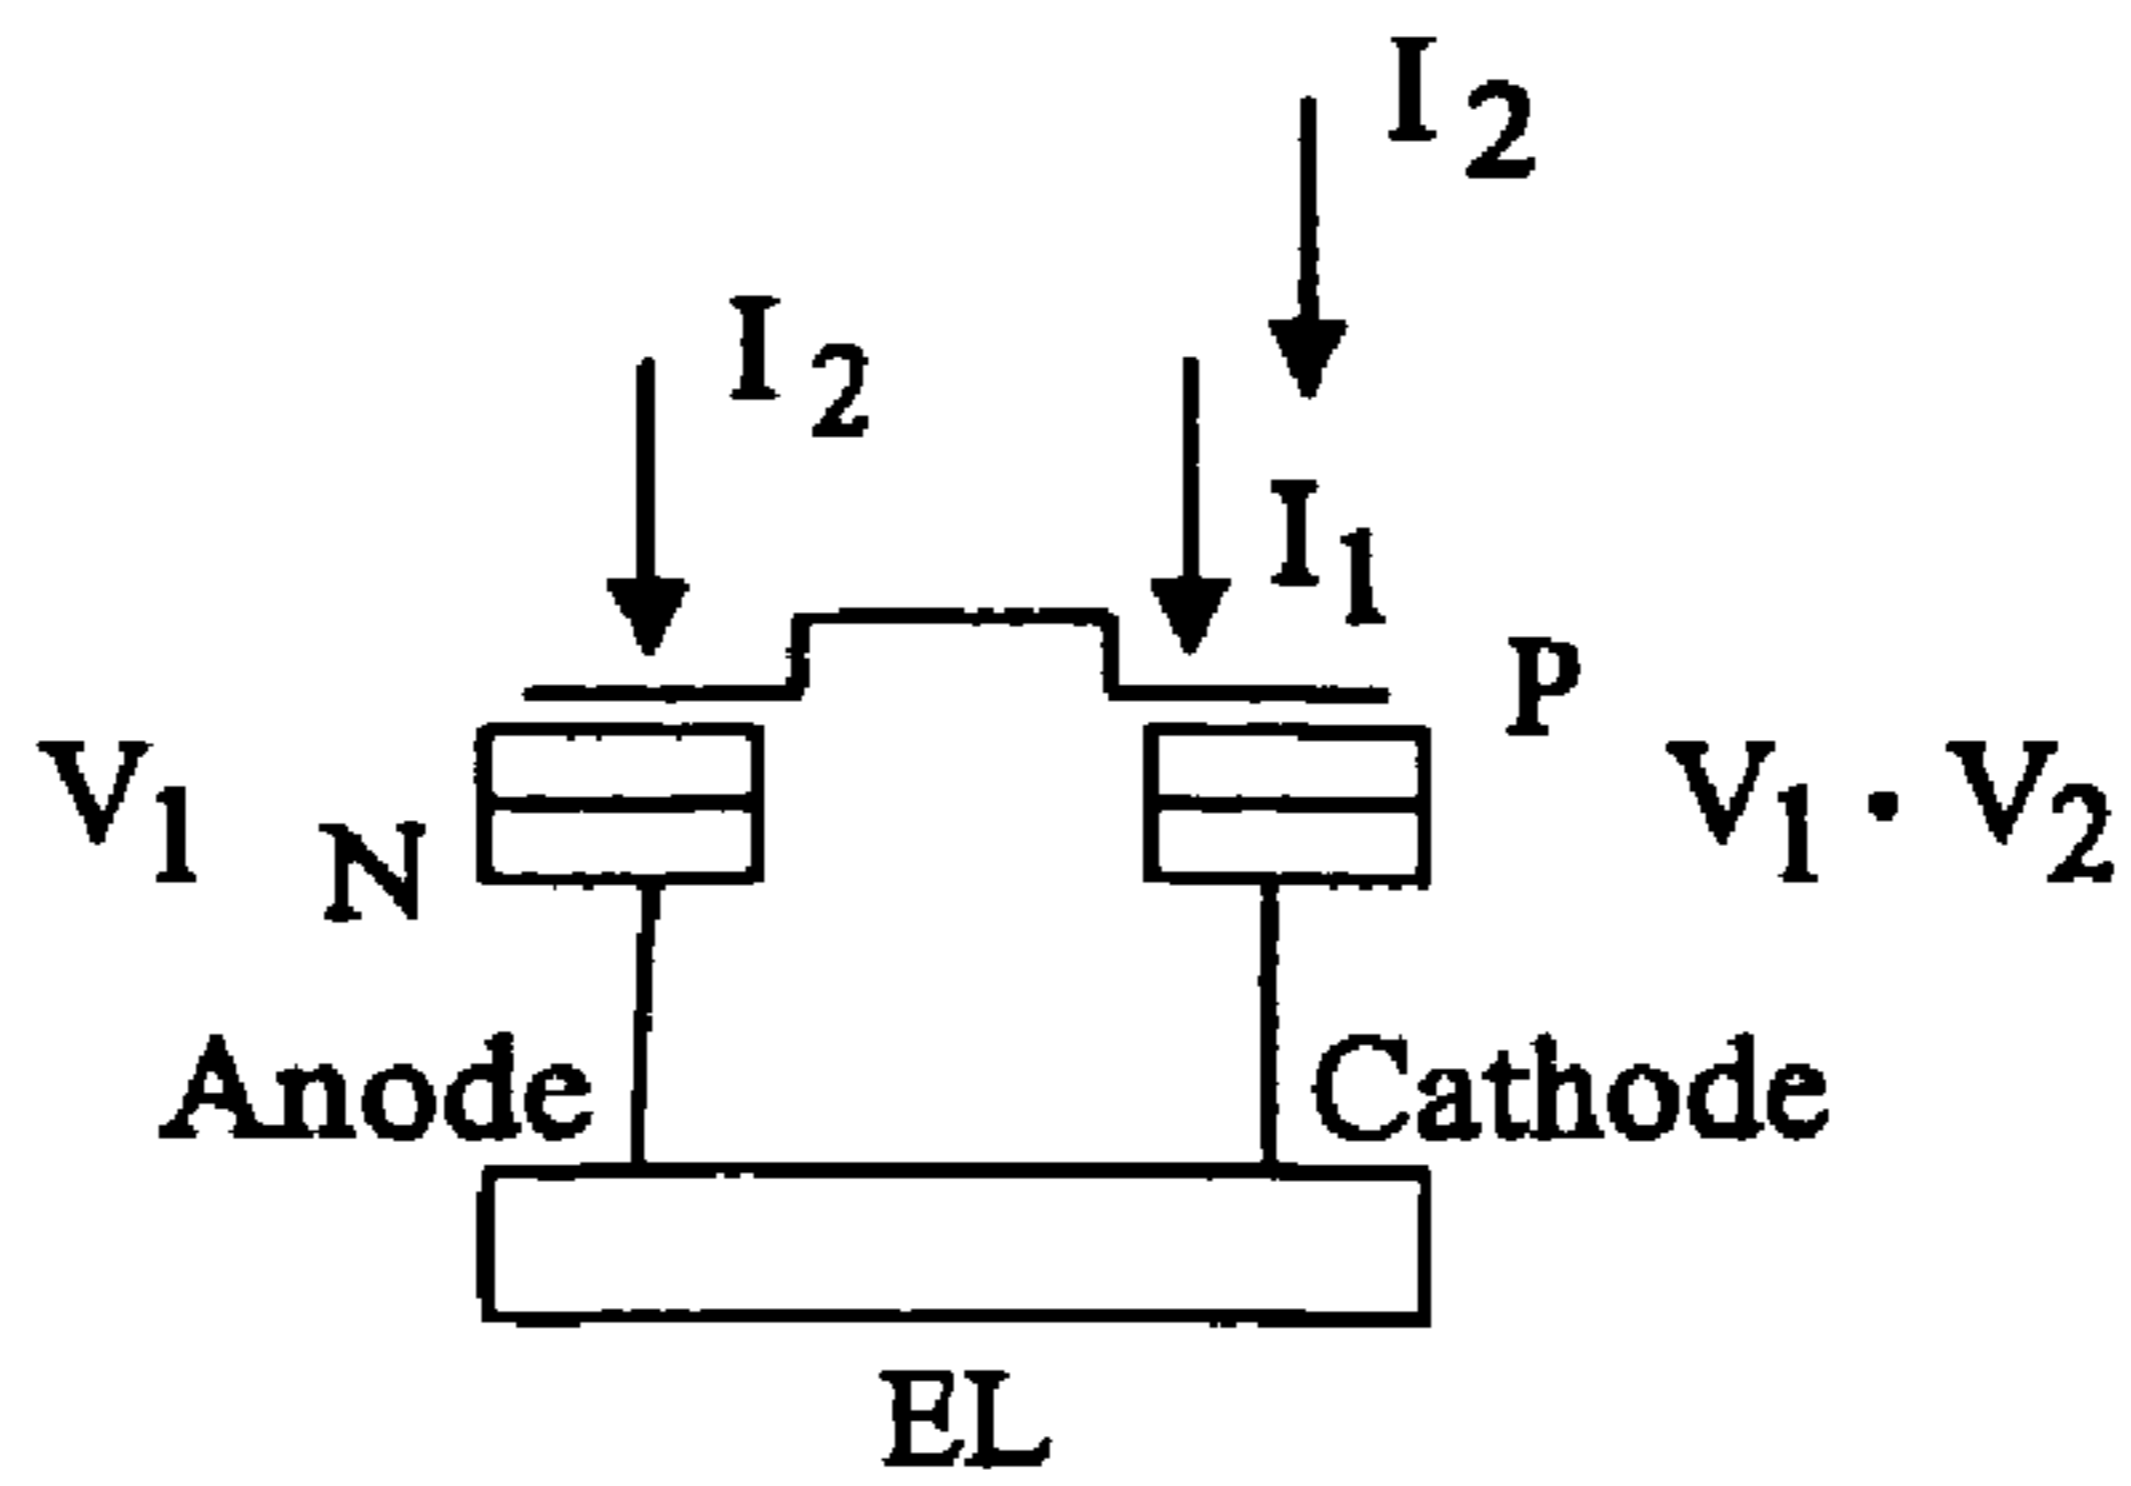 I2
I2
I1
P
V1
V1 · V2
N
Anode
Cathode
EL